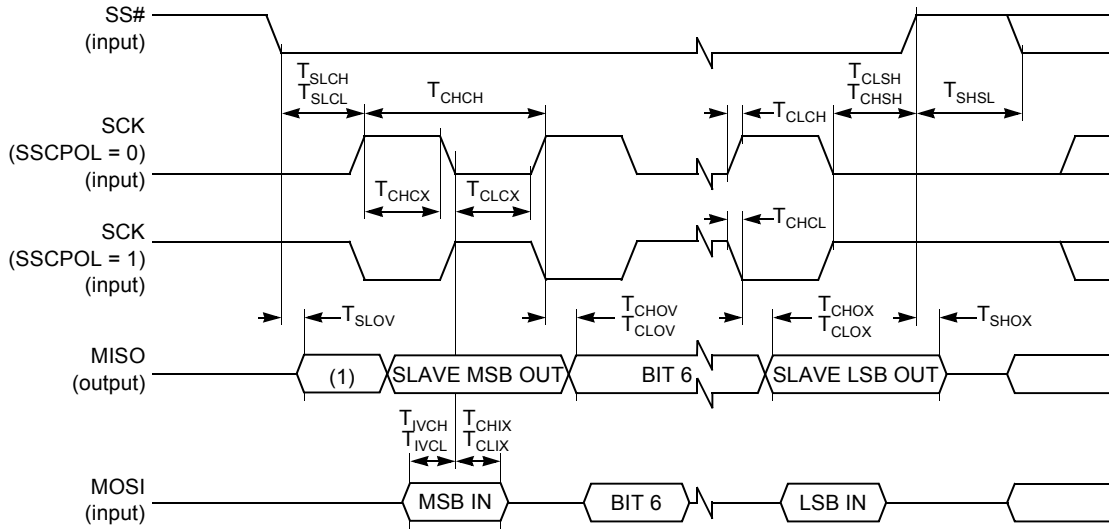 SS#
(input)
TSLCH
TSLCL
TCHCH
TCLCH
TCLSH
TCHSH
TSHSL
SCK
(SSCPOL = 0)
(input)
TCHCX
TCLCX
TCHCL
SCK
(SSCPOL = 1)
(input)
TSLOV
TCHOV
TCLOV
TCHOX
TCLOX
TSHOX
MISO
(output)
(1)
SLAVE MSB OUT
BIT 6
SLAVE LSB OUT
TIVCH
TIVCL
TCHIX
TCLIX
MOSI
(input)
MSB IN
BIT 6
LSB IN